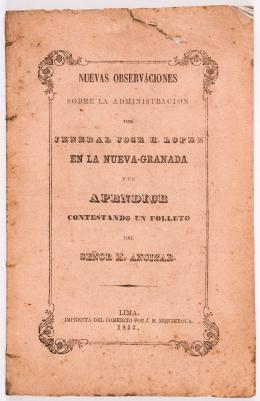 NUEVAS OBSERVACIONES
SOBRE LA ADMINISTRACION
DEL
JENERAL JOSE H. LOPEZ
EN LA NUEVA-GRANADA
Y UN
APENDICE
CONTESTANDO UN FOLLETO
DEL
SEÑOR M. ANCIZAR.
LIMA.
IMPRENTA DEL COMERCIO POR J. M. MONTEROLA.
1853.